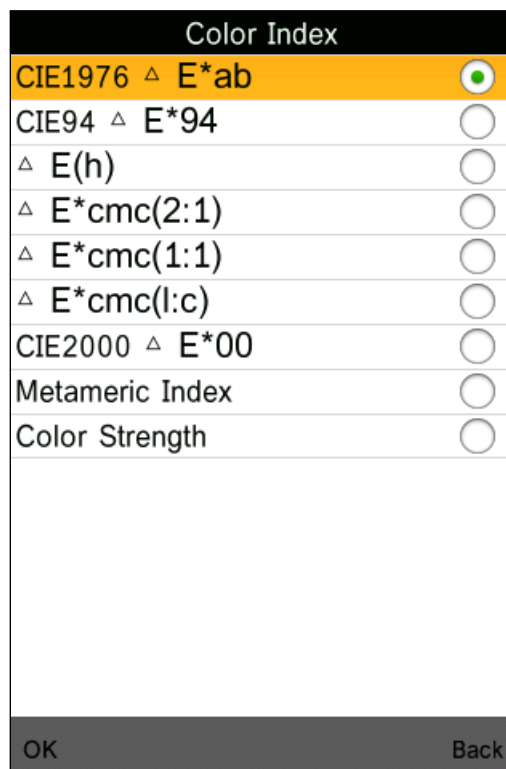 Color Index
CIE1976 △ E*ab
CIE94 △ E*94
△ E(h)
△ E*cmc(2:1)
△ E*cmc(1:1)
△ E*cmc(l:c)
CIE2000 △ E*00
Metameric Index
Color Strength
OK Back